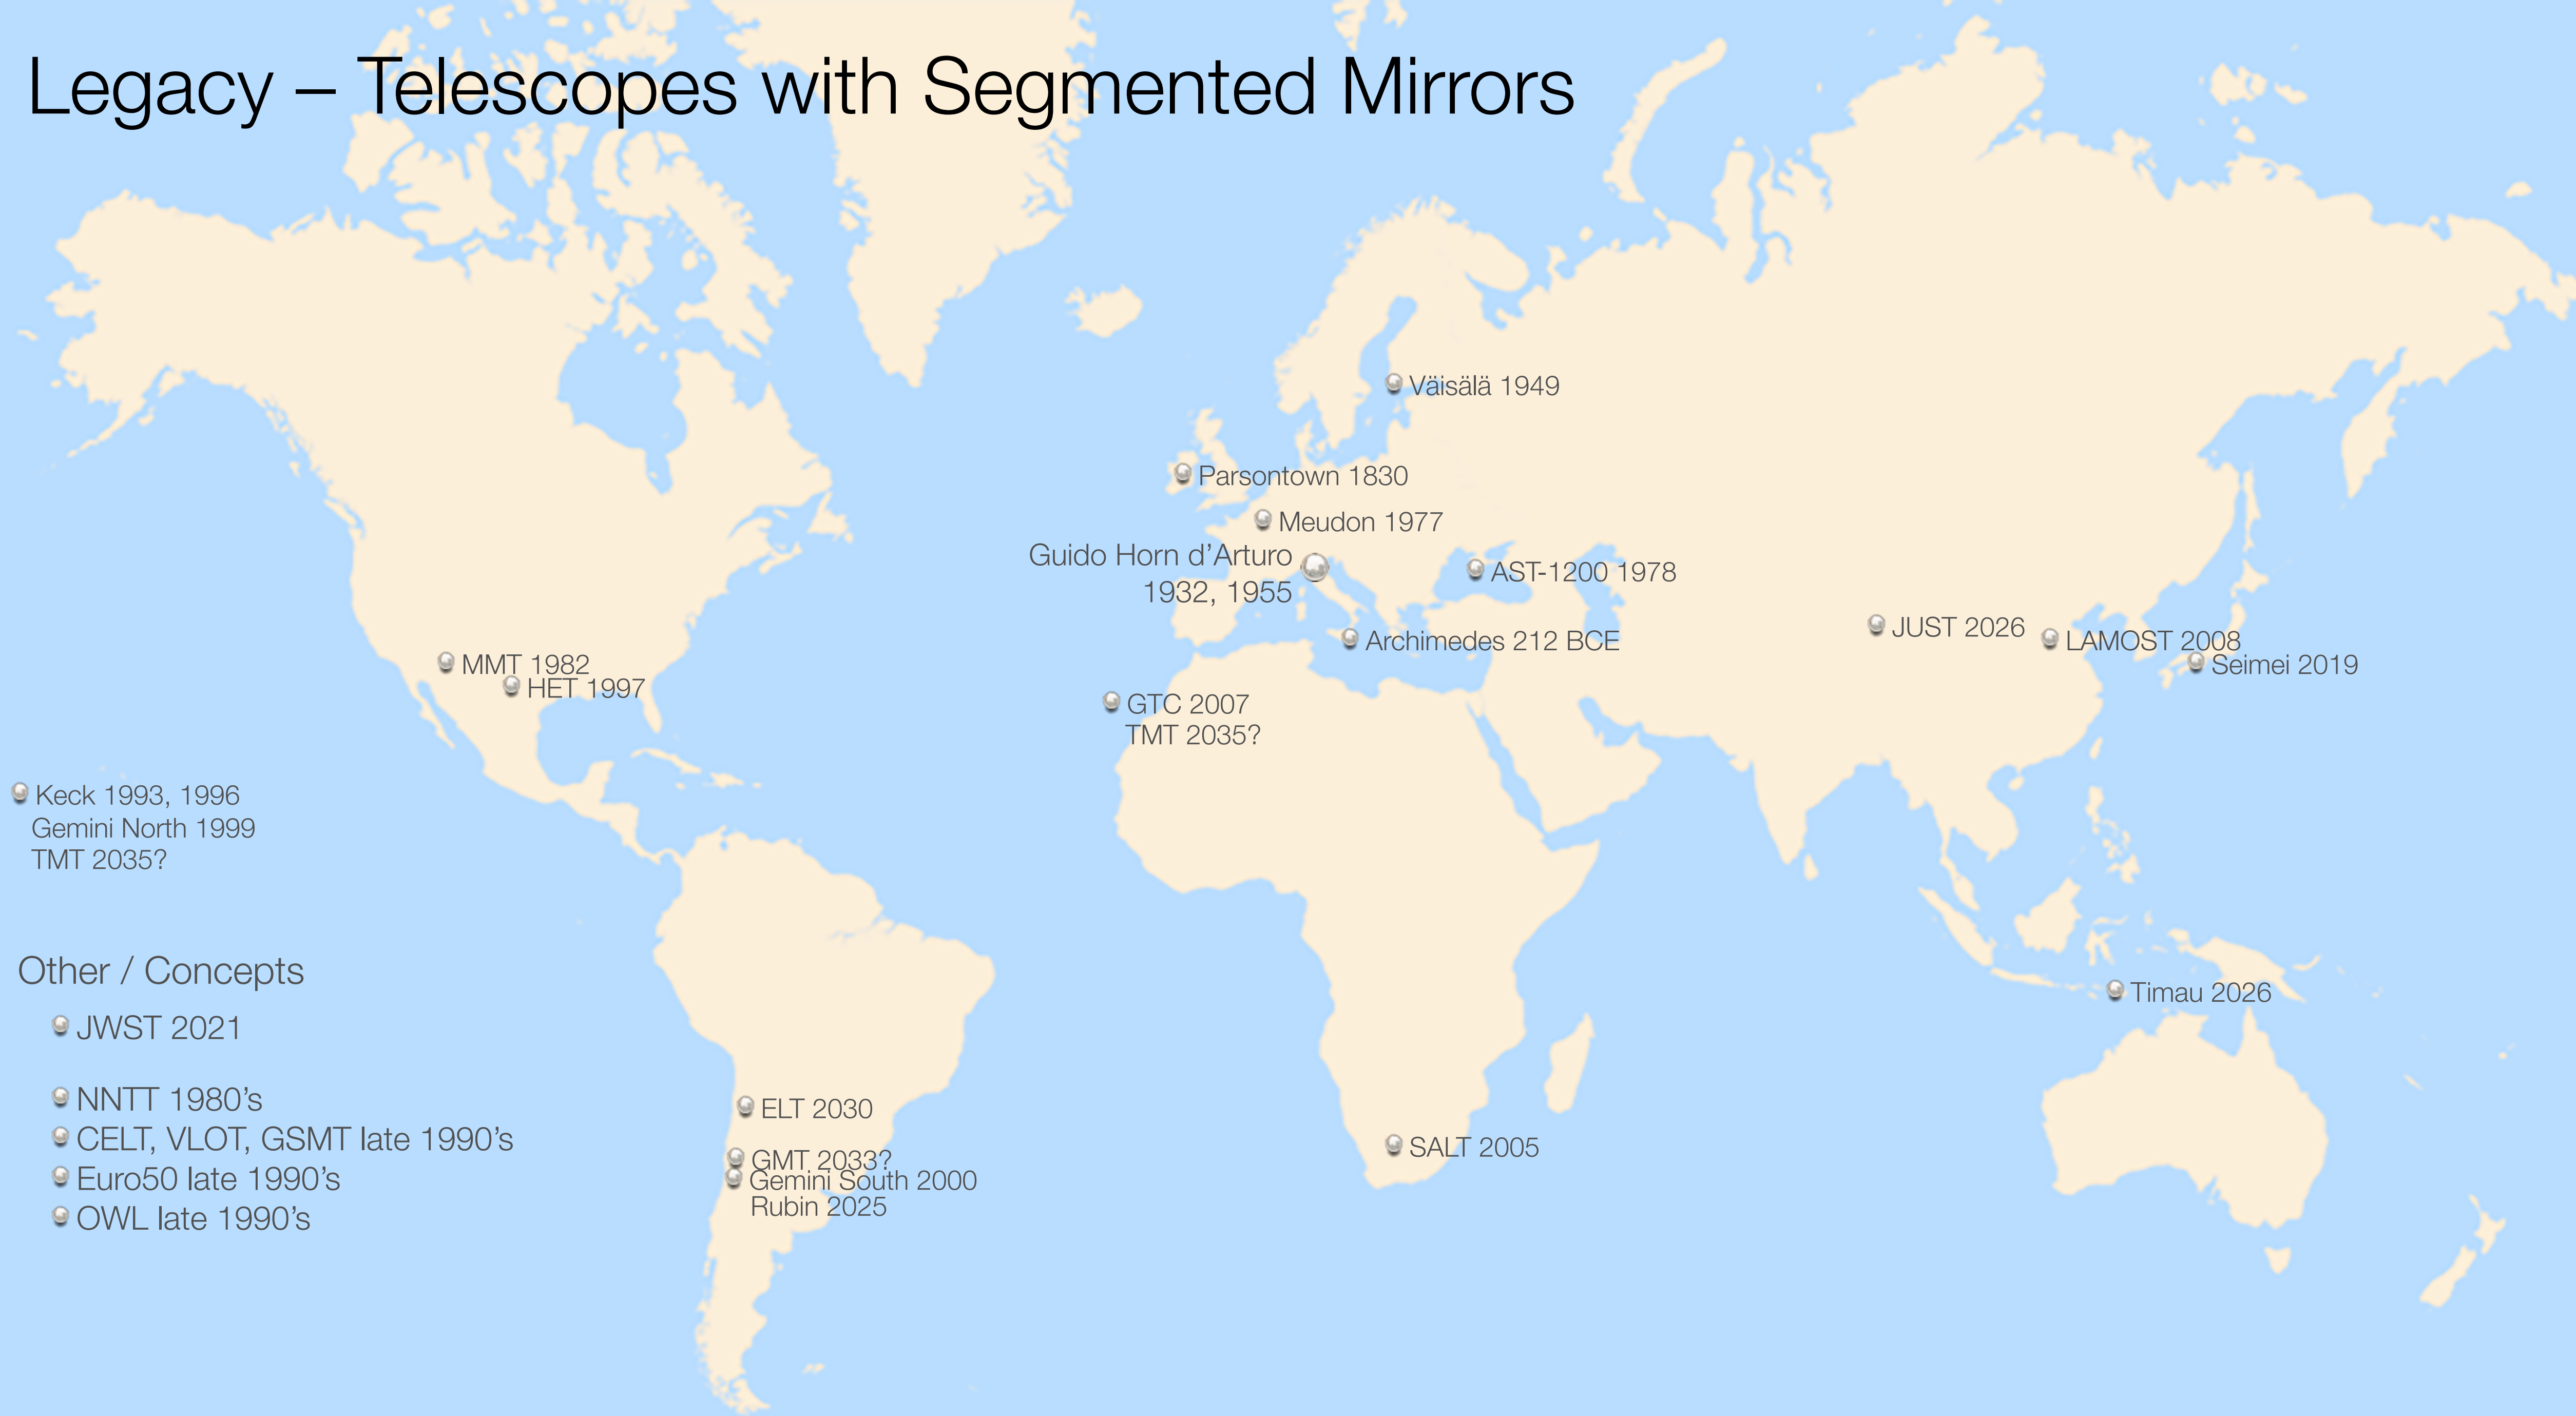 Legacy – Telescopes with Segmented Mirrors
Väisälä 1949
Parsontown 1830
Meudon 1977
Guido Horn d’Arturo
1932, 1955
AST-1200 1978
Archimedes 212 BCE
JUST 2026
LAMOST 2008
Seimei 2019
MMT 1982
HET 1997
GTC 2007
TMT 2035?
Keck 1993, 1996
Gemini North 1999
TMT 2035?
Other / Concepts
JWST 2021
NNTT 1980’s
CELT, VLOT, GSMT late 1990’s
Euro50 late 1990’s
OWL late 1990’s
Timau 2026
ELT 2030
GMT 2033?
Gemini South 2000
Rubin 2025
SALT 2005